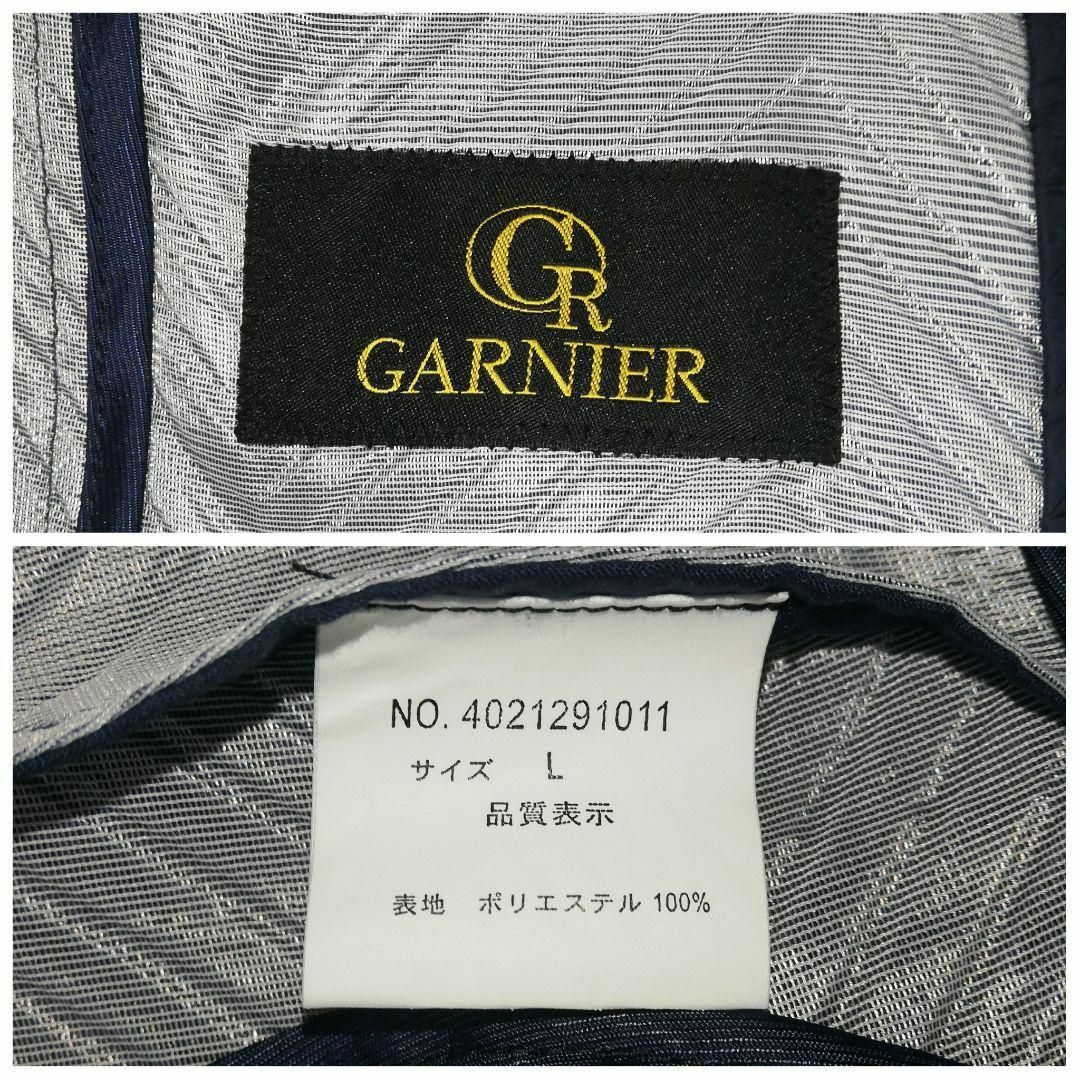 GR
GARNIER
NO. 4021291011
サイズ L
品質表示
表地 ポリエステル 100%